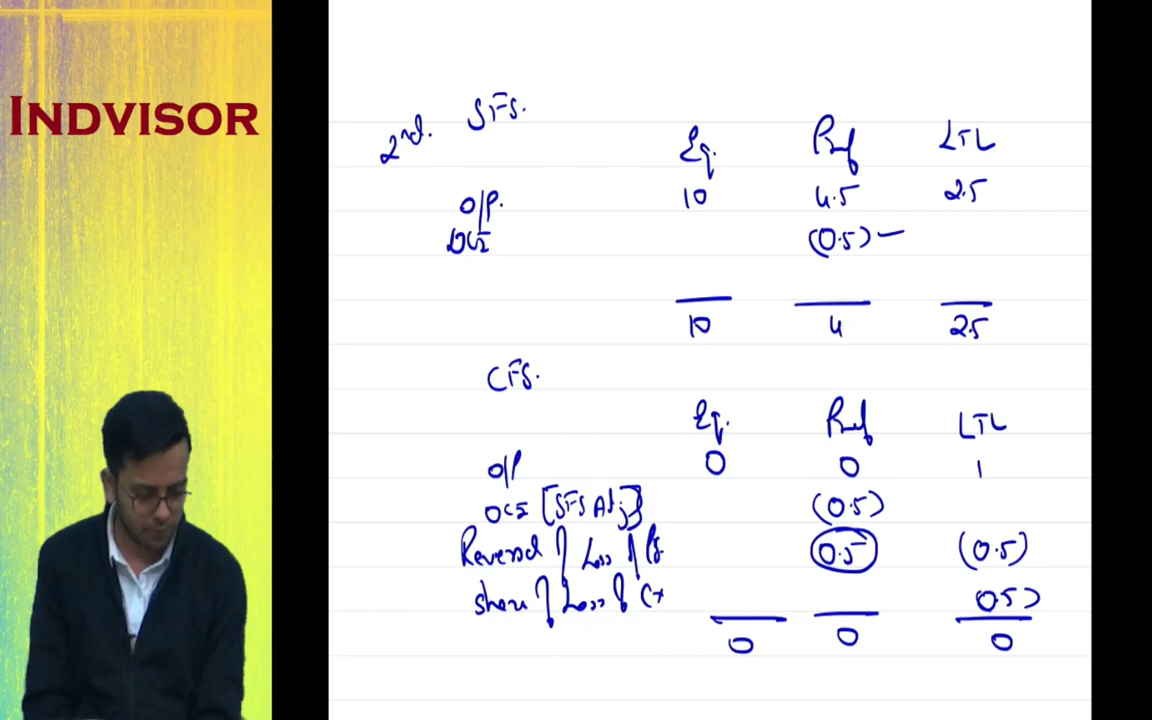 INDVISOR
2nd. SFS.
Eq. Pref LTL
O/P. 10 4.5 2.5
OCI (0.5) –
10 4 2.5
CFS.
Eq. Pref LTL
O/P 0 0 1
OCI [SFS Adj] (0.5)
Reversal of Loss of 0.5 (0.5)
Share of Loss of 0.5)
0 0 0